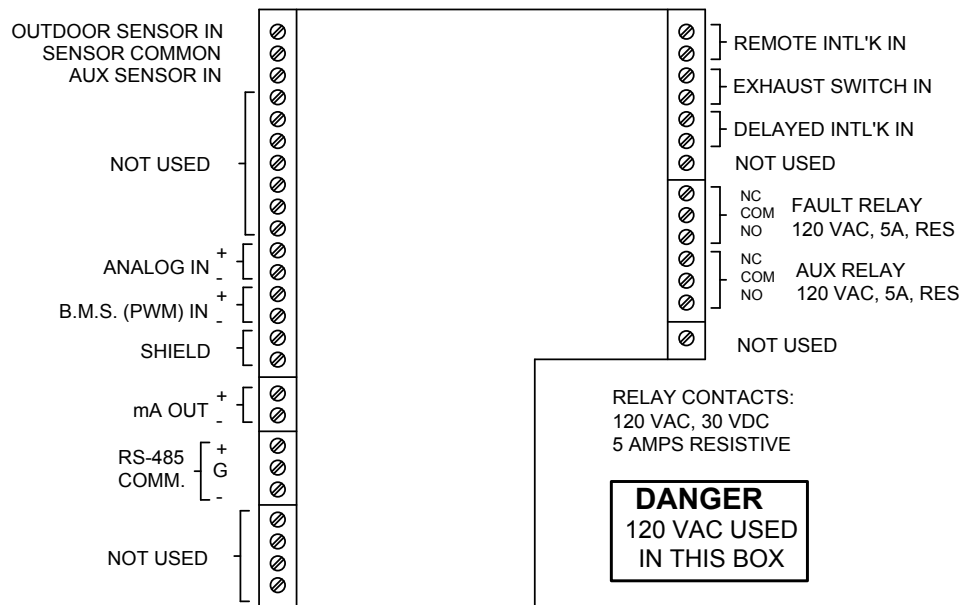 OUTDOOR SENSOR IN
SENSOR COMMON
AUX SENSOR IN
NOT USED
ANALOG IN + -
B.M.S. (PWM) IN + -
SHIELD
mA OUT + -
RS-485
COMM.
+
G
-
NOT USED
REMOTE INTL'K IN
EXHAUST SWITCH IN
DELAYED INTL'K IN
NOT USED
NC
COM
NO
FAULT RELAY
120 VAC, 5A, RES
NC
COM
NO
AUX RELAY
120 VAC, 5A, RES
NOT USED
RELAY CONTACTS:
120 VAC, 30 VDC
5 AMPS RESISTIVE
DANGER
120 VAC USED
IN THIS BOX